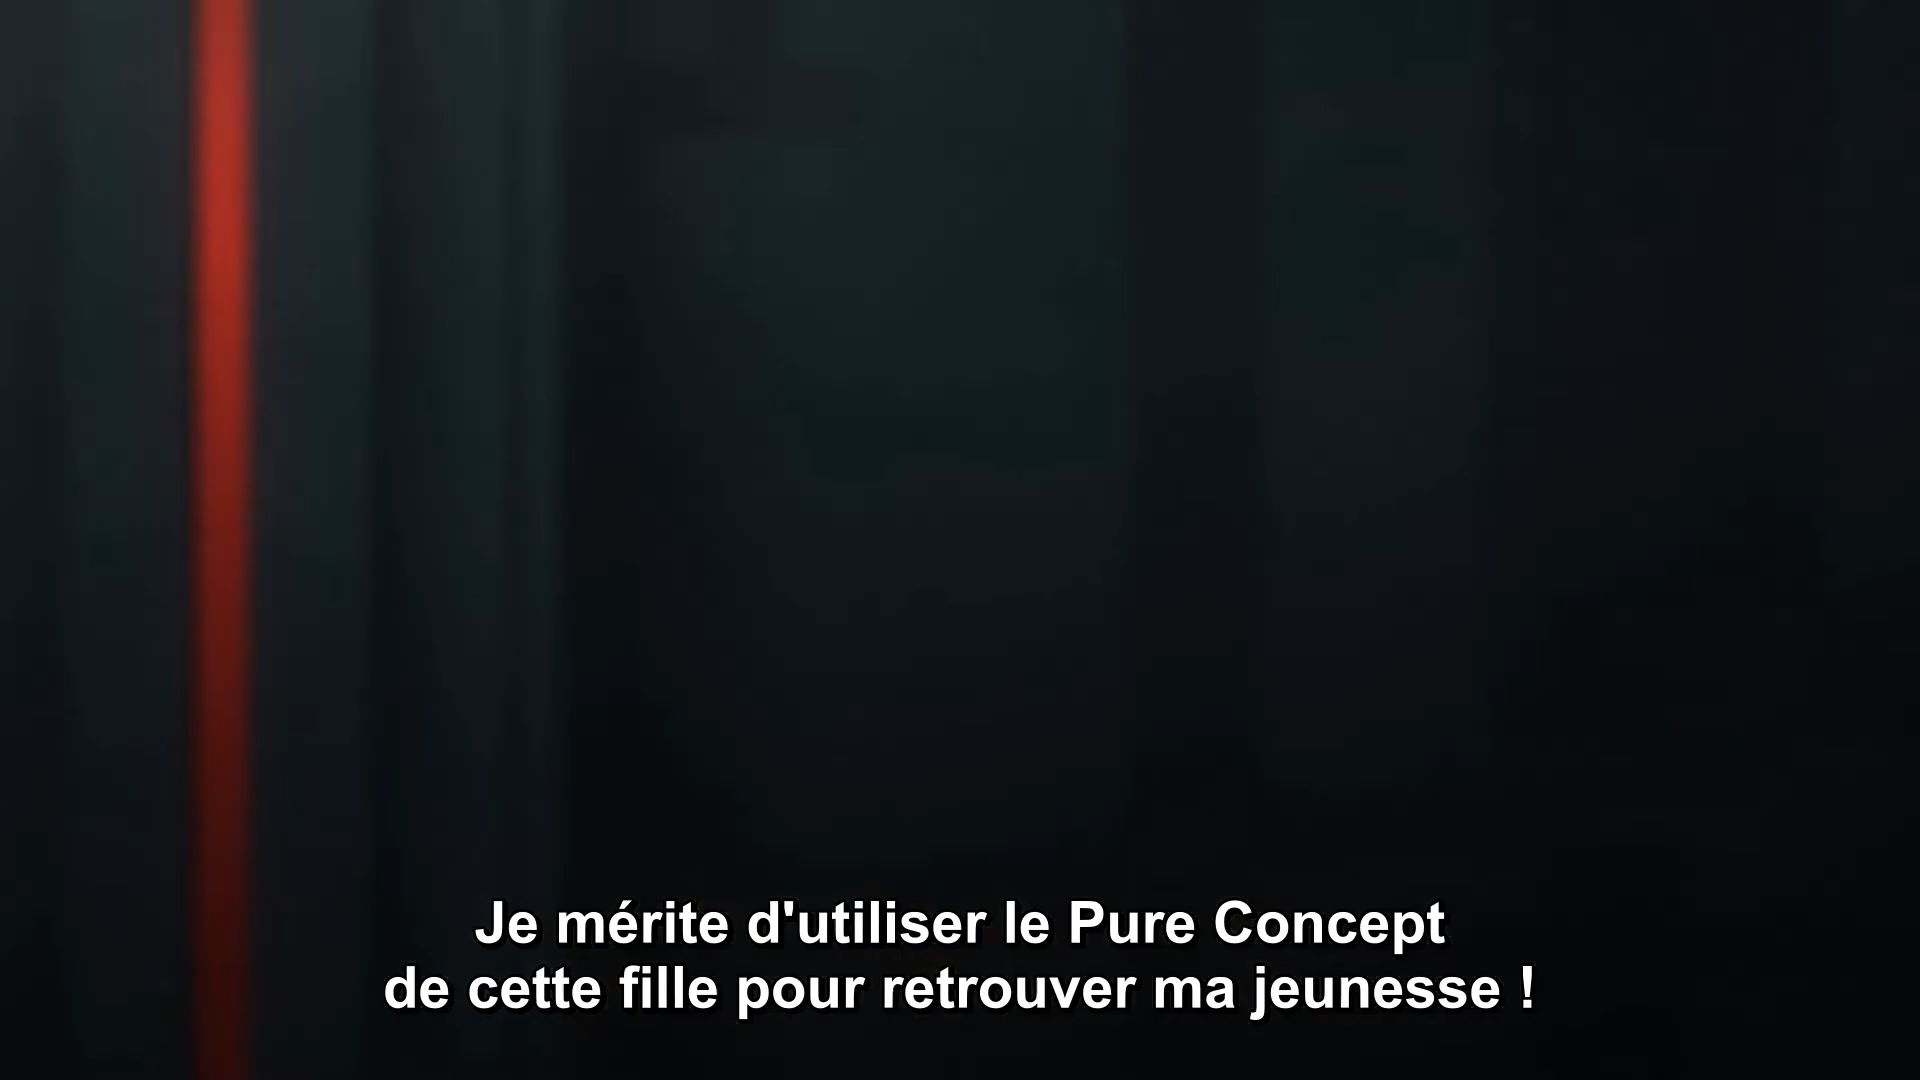 Je mérite d'utiliser le Pure Concept
de cette fille pour retrouver ma jeunesse !